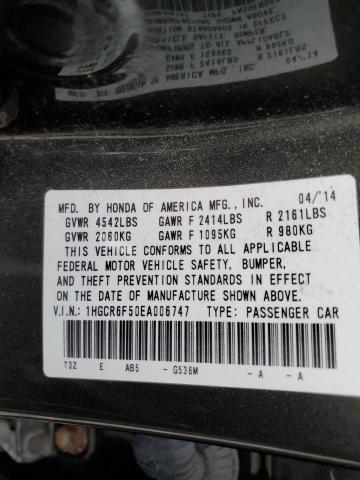 MFD. BY HONDA OF AMERICA MFG., INC. 04/14
GVWR 4542LBS GAWR F 2414LBS R 2161LBS
GVWR 2060KG GAWR F 1095KG R 980KG
THIS VEHICLE CONFORMS TO ALL APPLICABLE
FEDERAL MOTOR VEHICLE SAFETY, BUMPER,
AND THEFT PREVENTION STANDARDS IN EFFECT
ON THE DATE OF MANUFACTURE SHOWN ABOVE.
V.I.N.: 1HGCR6F50EA006747 TYPE: PASSENGER CAR
T3Z E AB5 - G536M - A - A